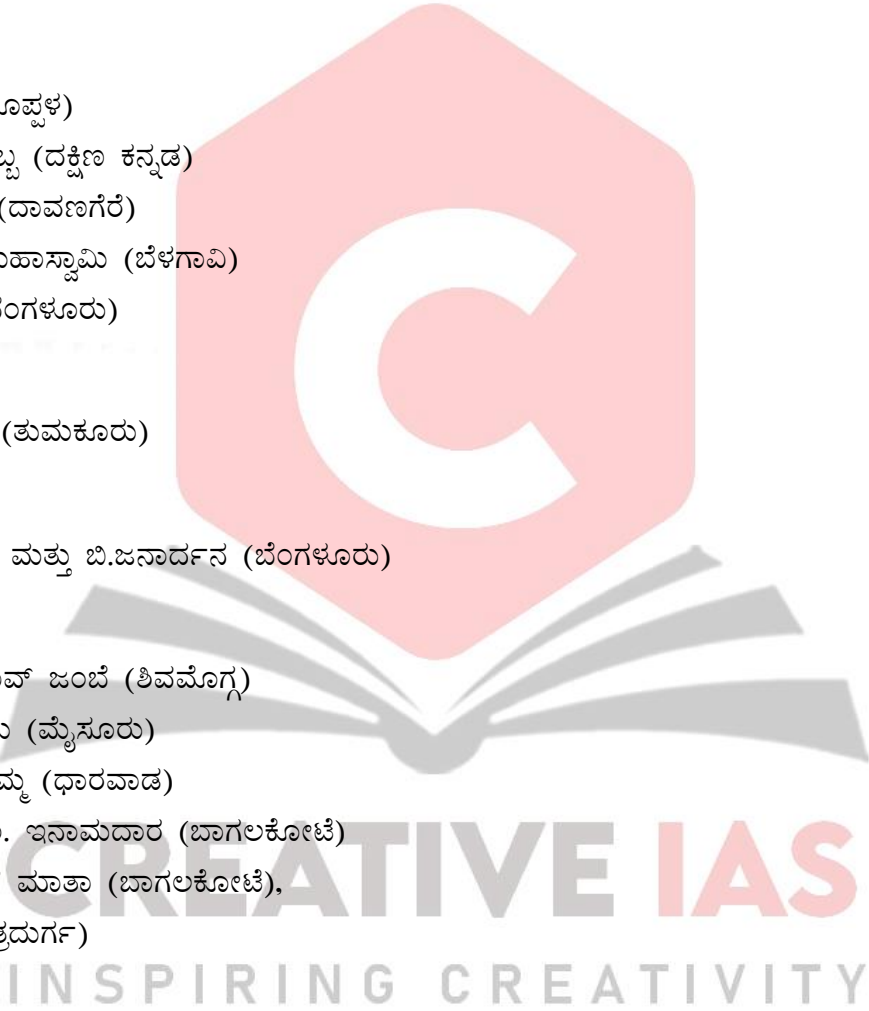 ೊಪ್ಪಳ)
ಬ್ಬ (ದಕ್ಷಿಣ ಕನ್ನಡ)
(ದಾವಣಗೆರೆ)
ಮಹಾಸ್ವಾಮಿ (ಬೆಳಗಾವಿ)
ಬೆಂಗಳೂರು)
(ತುಮಕೂರು)
ಮತ್ತು ಬಿ.ಜನಾರ್ದನ (ಬೆಂಗಳೂರು)
ವ್ ಜಂಬೆ (ಶಿವಮೊಗ್ಗ)
(ಮೈಸೂರು)
ಮ್ಮ (ಧಾರವಾಡ)
. ಇನಾಮದಾರ (ಬಾಗಲಕೋಟೆ)
ಮಾತಾ (ಬಾಗಲಕೋಟೆ),
ತ್ರದುರ್ಗ)
CREATIVE IAS
INSPIRING CREATIVITY